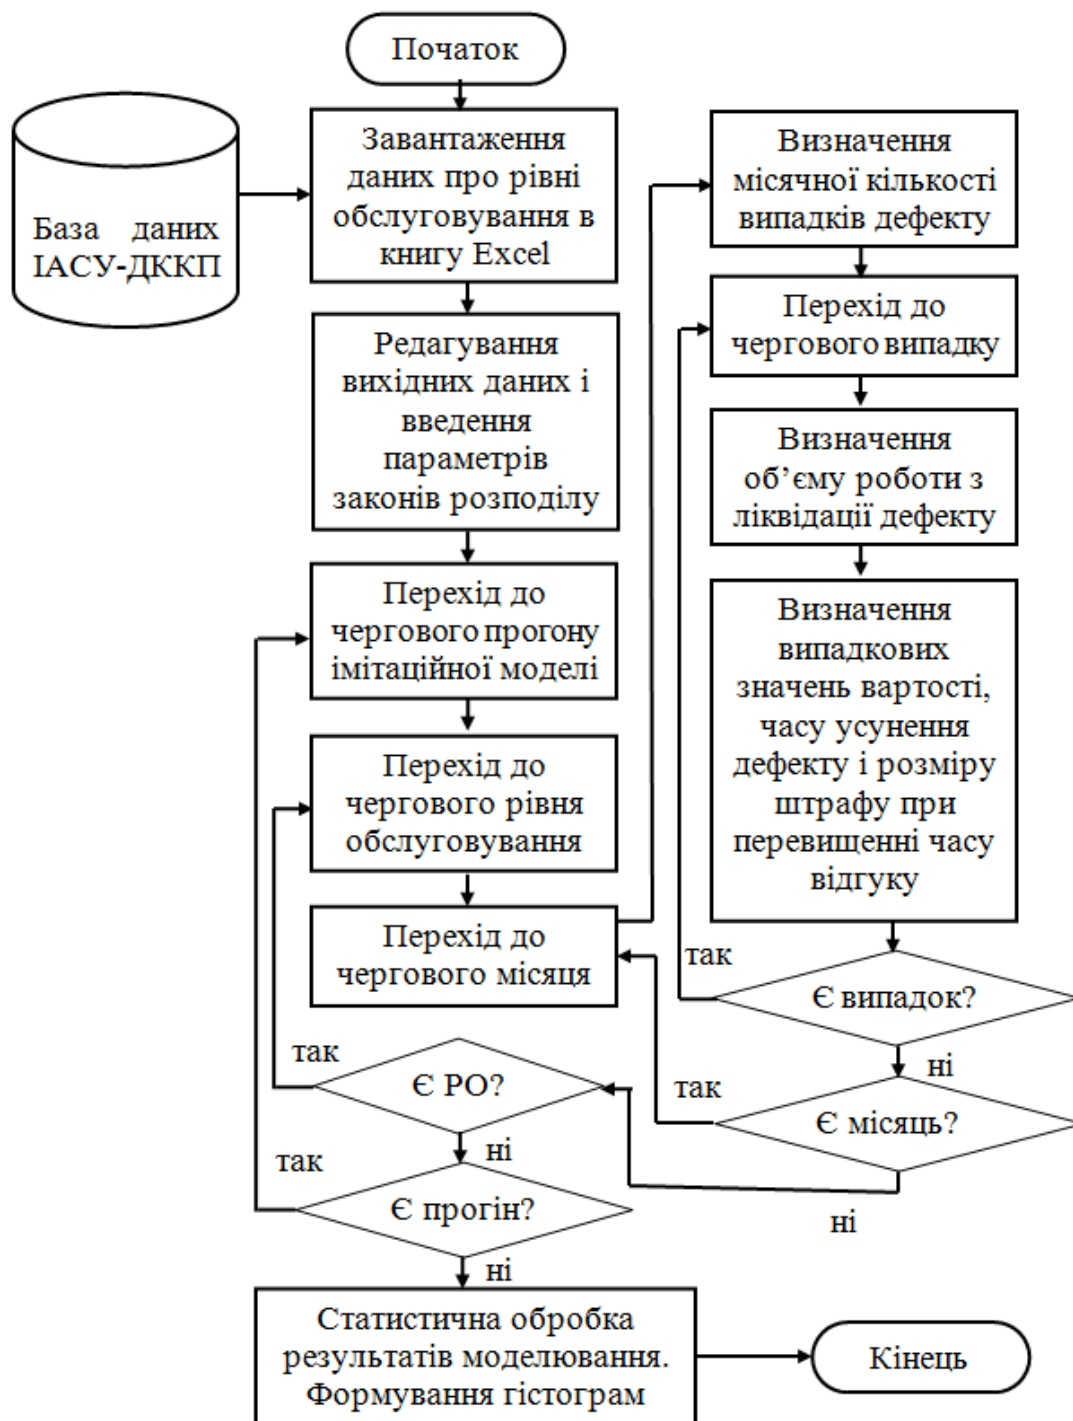 Початок
База даних
ІАСУ-ДККП
Завантаження
даних про рівні
обслуговування в
книгу Excel
Редагування
вихідних даних і
введення
параметрів
законів розподілу
Перехід до
чергового прогону
імітаційної моделі
Перехід до
чергового рівня
обслуговування
Перехід до
чергового місяця
Визначення
місячної кількості
випадків дефекту
Перехід до
чергового випадку
Визначення
об’єму роботи з
ліквідації дефекту
Визначення
випадкових
значень вартості,
часу усунення
дефекту і розміру
штрафу при
перевищенні часу
відгуку
так
Є випадок?
ні
так
Є місяць?
ні
так
Є РО?
ні
так
Є прогін?
ні
Статистична обробка
результатів моделювання.
Формування гістограм
Кінець